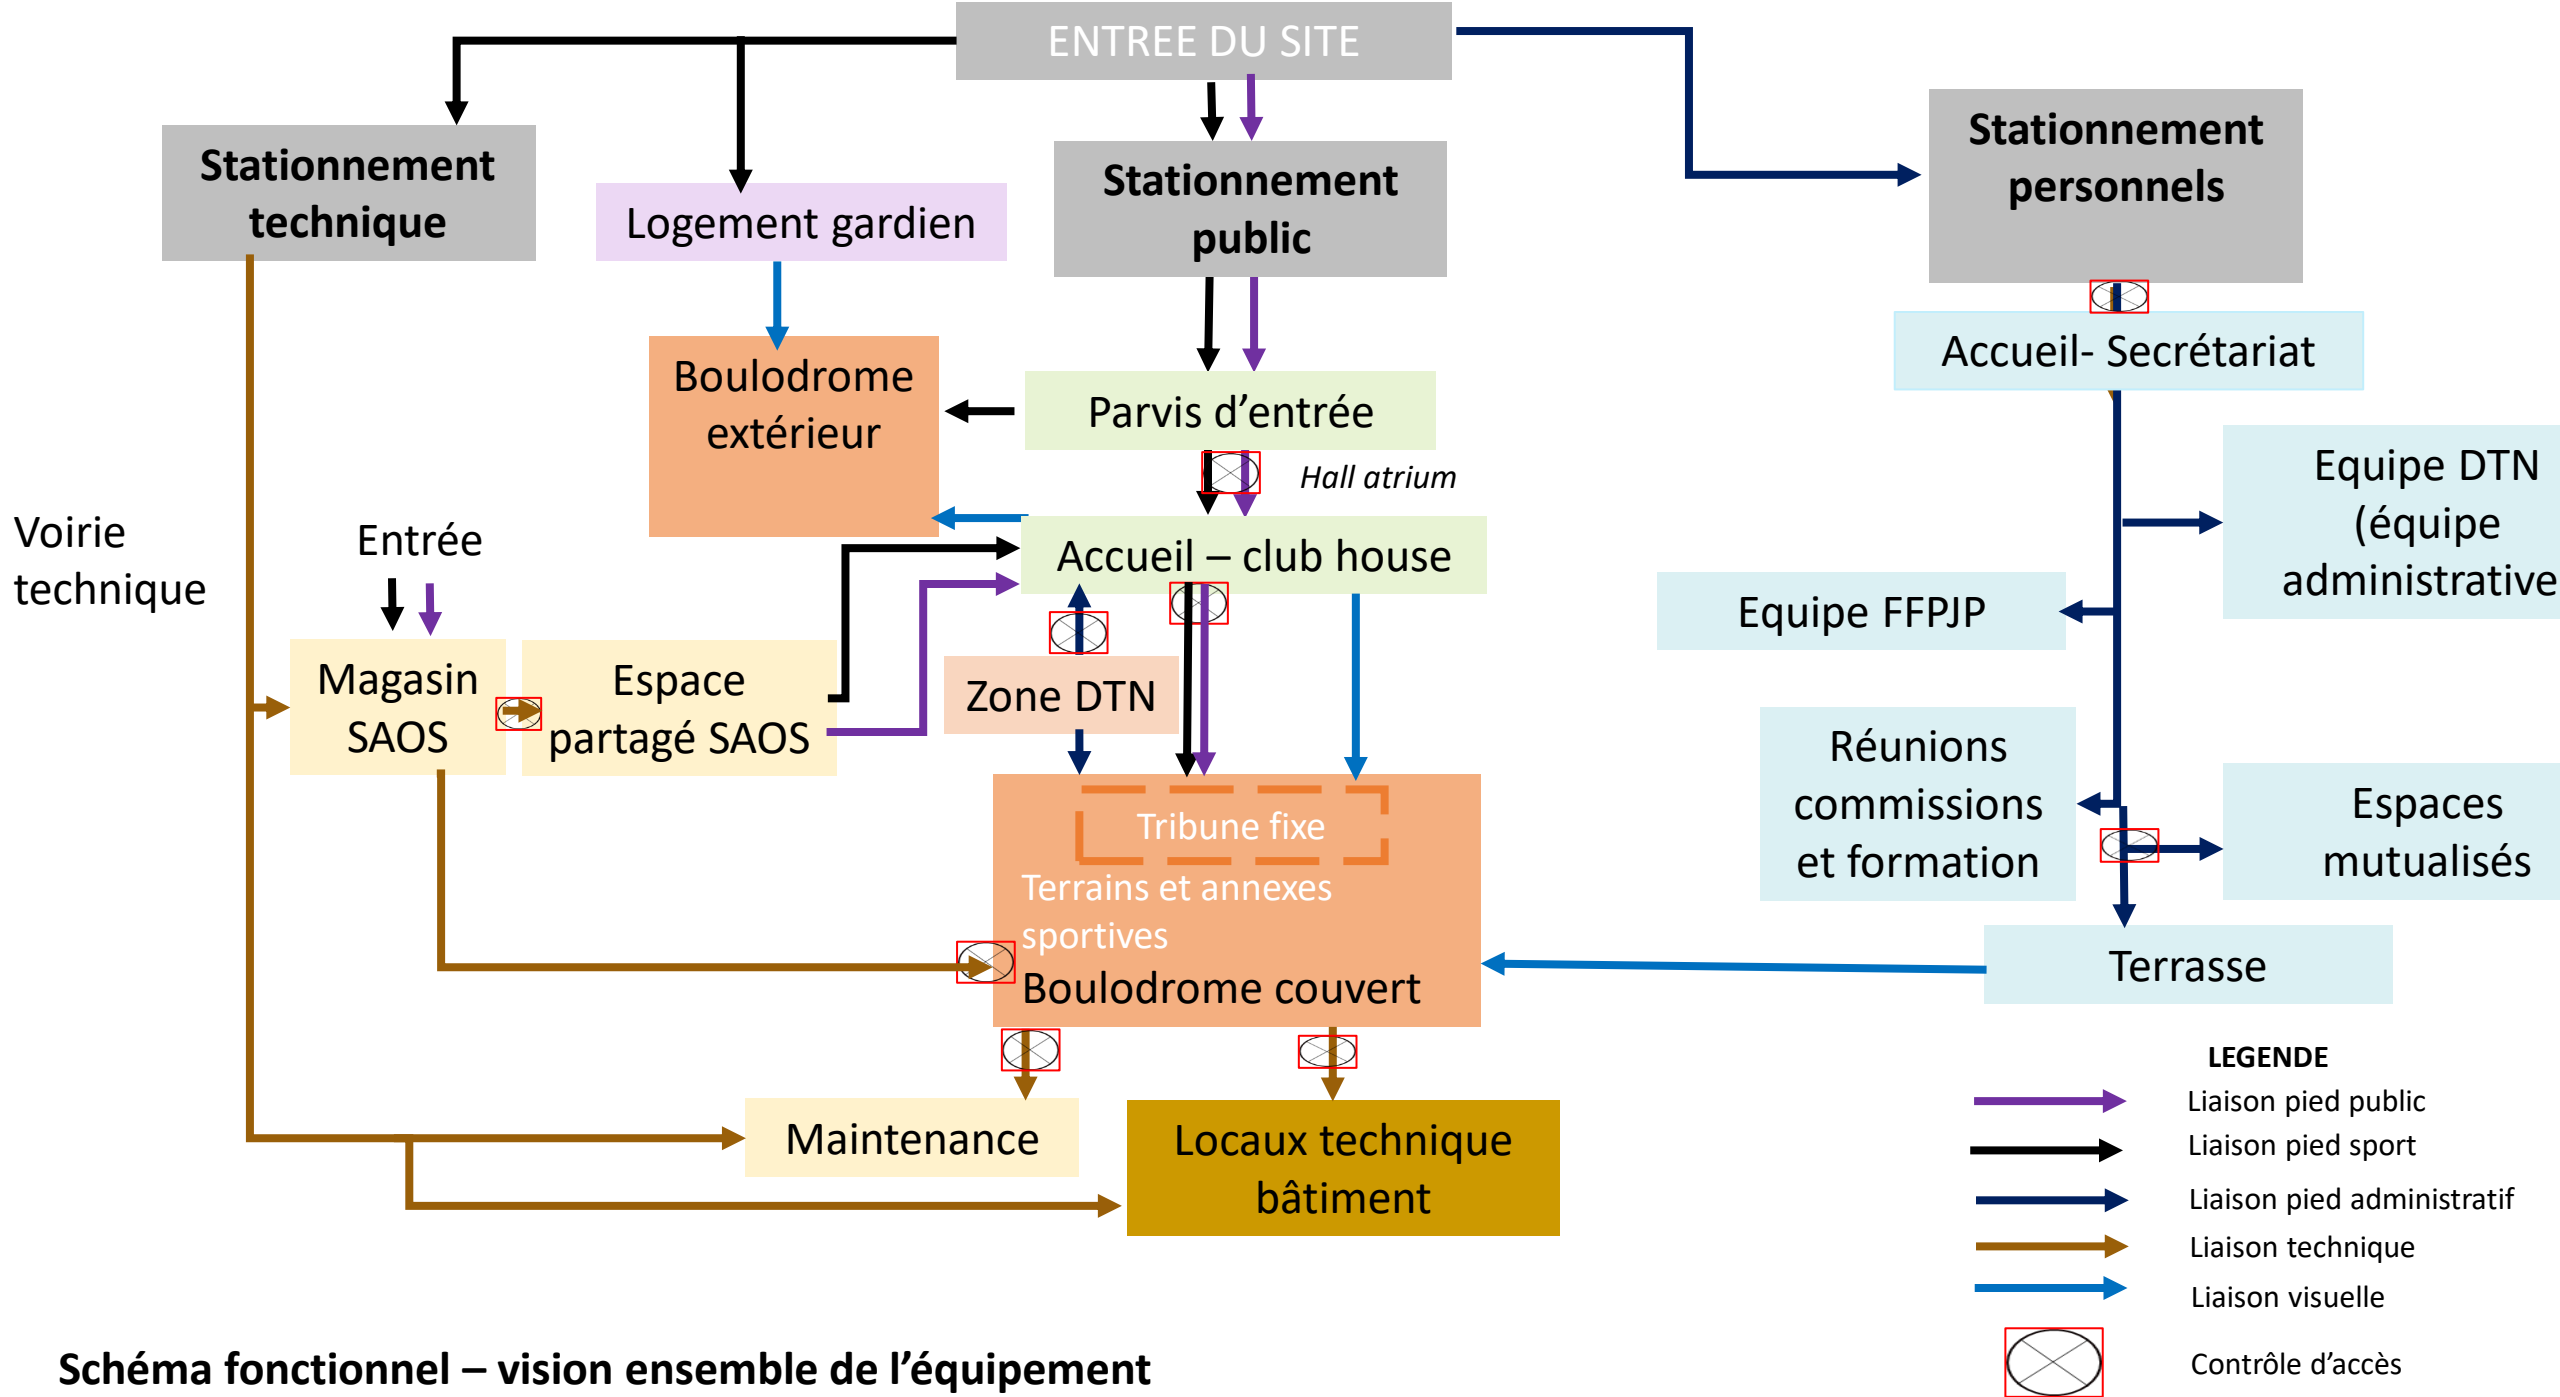 ENTREE DU SITE
Stationnement
technique
Logement gardien
Stationnement
public
Stationnement
personnels
Boulodrome
extérieur
Parvis d’entrée
Accueil- Secrétariat
Hall atrium
Voirie
technique
Entrée
Accueil – club house
Equipe DTN
(équipe
administrative
Equipe FFPJP
Magasin
SAOS
Espace
partagé SAOS
Zone DTN
Réunions
commissions
et formation
Espaces
mutualisés
Tribune fixe
Terrains et annexes
sportives
Boulodrome couvert
Terrasse
Maintenance
Locaux technique
bâtiment
LEGENDE
Liaison pied public
Liaison pied sport
Liaison pied administratif
Liaison technique
Liaison visuelle
Contrôle d’accès
Schéma fonctionnel – vision ensemble de l’équipement